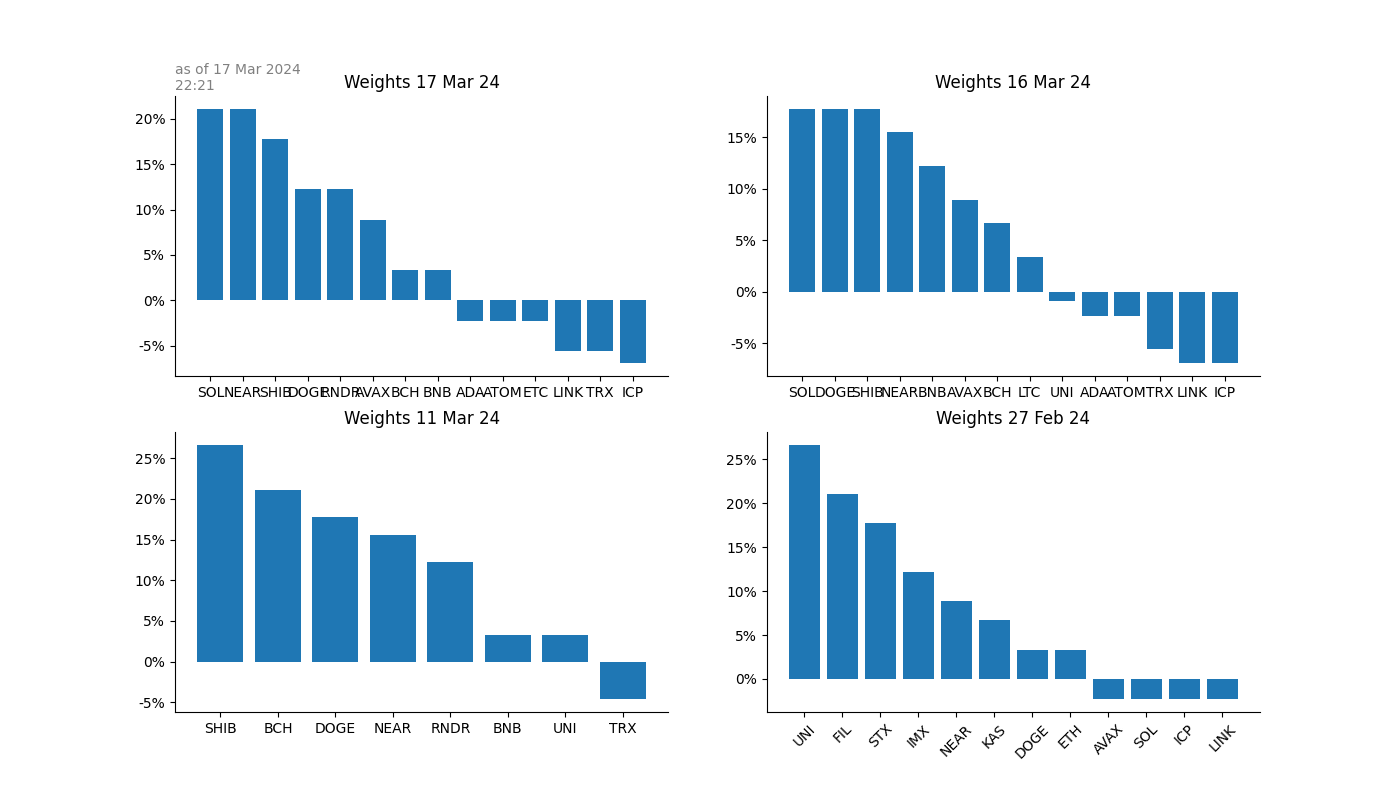 as of 17 Mar 2024
22:21
Weights 17 Mar 24
20%
15%
10%
5%
0%
-5%
SOL NEAR SHIB DOGE RNDR AVAX BCH BNB ADA ATOM ETC LINK TRX ICP
Weights 16 Mar 24
15%
10%
5%
0%
-5%
SOL DOGE SHIB NEAR BNB AVAX BCH LTC UNI ADA ATOM TRX LINK ICP
Weights 11 Mar 24
25%
20%
15%
10%
5%
0%
-5%
SHIB BCH DOGE NEAR RNDR BNB UNI TRX
Weights 27 Feb 24
25%
20%
15%
10%
5%
0%
UNI FIL STX IMX NEAR KAS DOGE ETH AVAX SOL ICP LINK